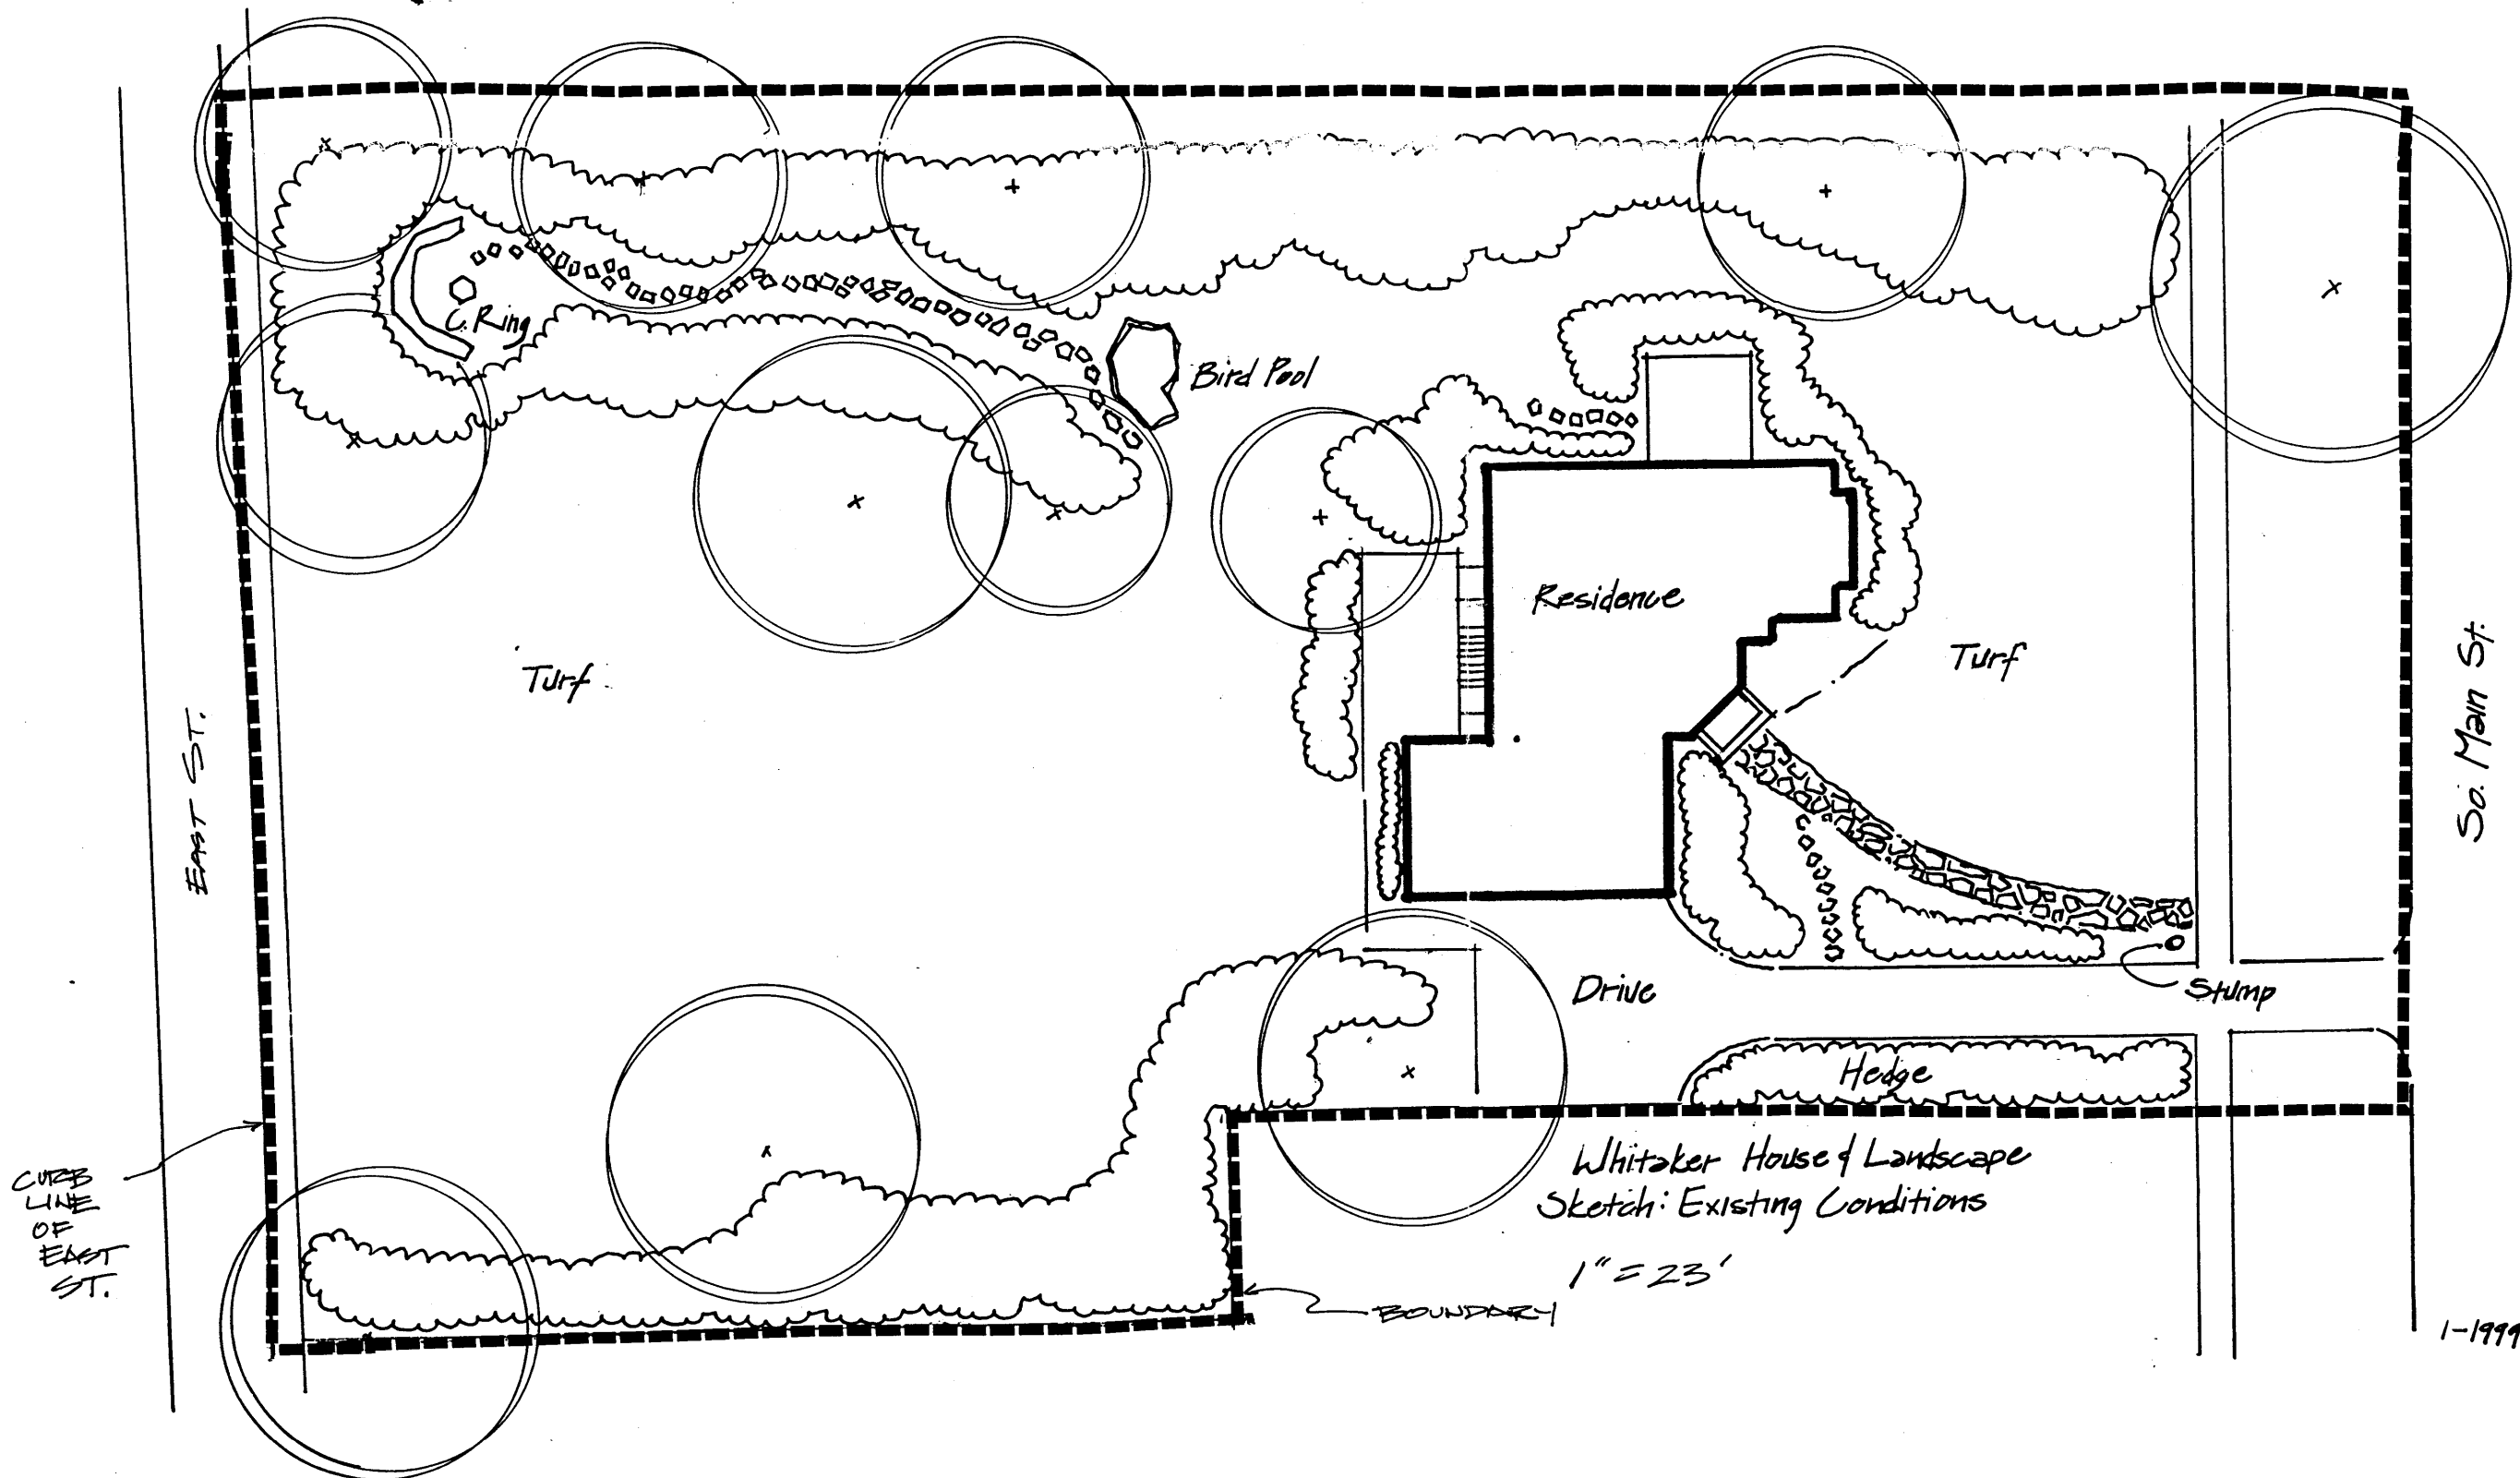 C. Ring
Bird Pool
Residence
Turf
Turf
EAST ST.
So. Main St.
Drive
Stump
Hedge
CURB
LINE
OF
EAST
ST.
Whitaker House & Landscape
Sketch: Existing Conditions
1" = 23'
BOUNDARY
1-1999